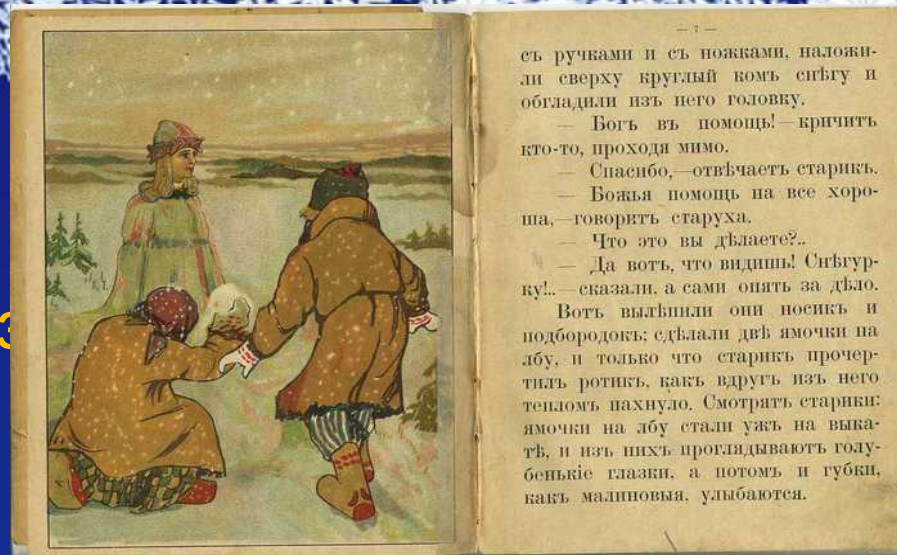 — 7 —
съ ручками и съ ножками, наложи-
ли сверху круглый комъ снѣгу и
обгладили изъ него головку.
— Богъ въ помощь!—кричитъ
кто-то, проходя мимо.
— Спасибо,—отвѣчаетъ старикъ.
— Божья помощь на все хоро-
ша,—говоритъ старуха.
— Что это вы дѣлаете?..
— Да вотъ, что видишь! Снѣгур-
ку!..—сказали, а сами опять за дѣло.
Вотъ вылѣпили они носикъ и
подбородокъ; сдѣлали двѣ ямочки на
лбу, и только что старикъ прочер-
тилъ ротикъ, какъ вдругъ изъ него
тепломъ пахнуло. Смотрятъ старики:
ямочки на лбу стали ужъ на выка-
тѣ, и изъ нихъ проглядываютъ голу-
бенькіе глазки, а потомъ и губки,
какъ малиновыя, улыбаются.